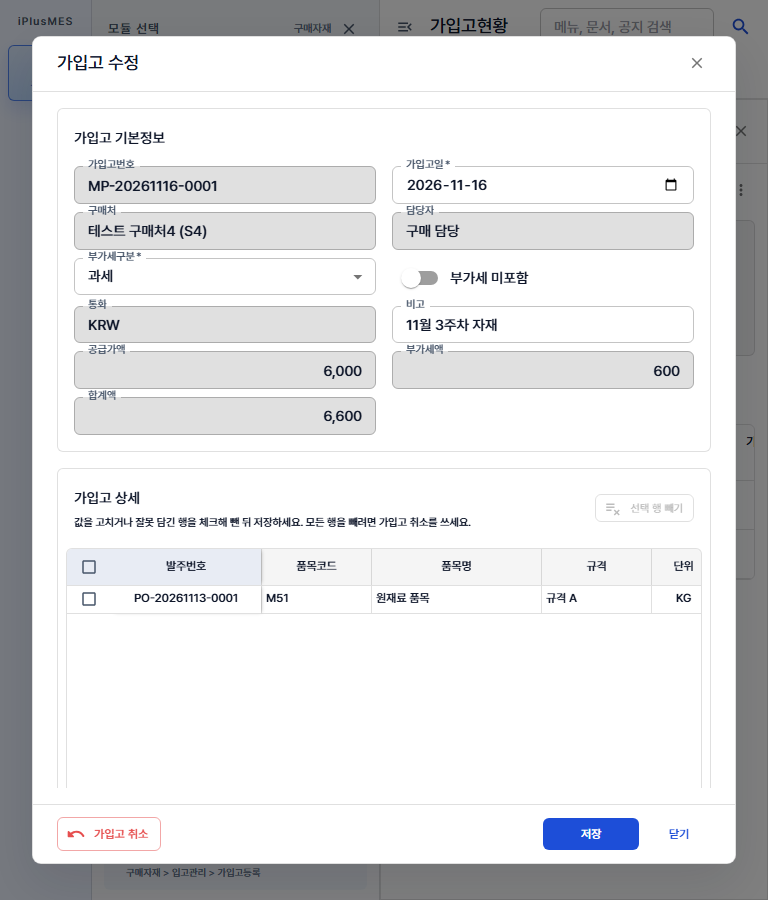 iPlusMES
모듈 선택
구매자재
가입고현황
메뉴, 문서, 공지 검색
가입고 수정
가입고 기본정보
가입고번호
MP-20261116-0001
가입고일 *
2026-11-16
구매처
테스트 구매처4 (S4)
담당자
구매 담당
부가세구분 *
과세
부가세 미포함
통화
KRW
비고
11월 3주차 자재
공급가액
6,000
부가세액
600
합계액
6,600
가입고 상세
값을 고치거나 잘못 담긴 행을 체크해 뺀 뒤 저장하세요. 모든 행을 빼려면 가입고 취소를 쓰세요.
선택 행 빼기
발주번호 품목코드 품목명 규격 단위
PO-20261113-0001 M51 원재료 품목 규격 A KG
가입고 취소
저장
닫기
구매자재 > 입고관리 > 가입고등록